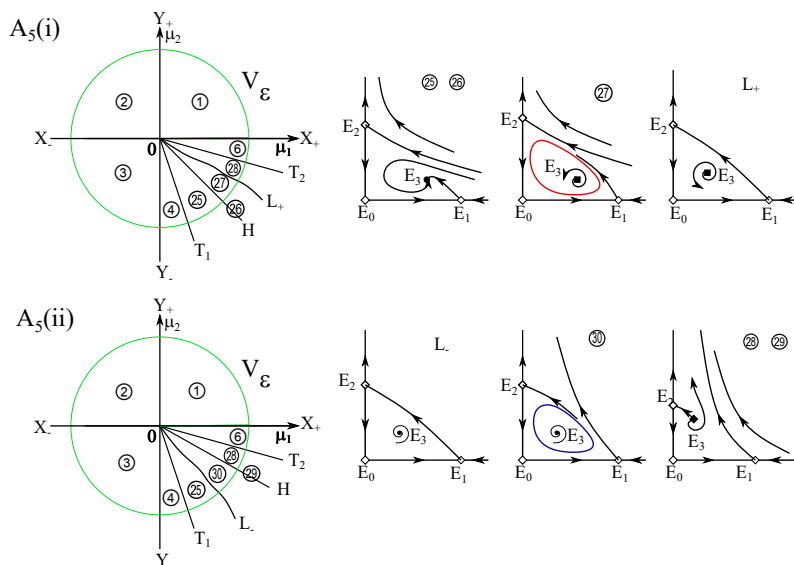 A5(i)
Y+
μ2
Vε
② ①
X- 0 μ1 X+
③ ⑥
T2
㉘
L+
㉗
㉖
H
㉕
④
T1
Y-
㉕ ㉖
E2
E3
E0 E1
㉗
E2
E3
E0 E1
L+
E2
E3
E0 E1
A5(ii)
Y+
μ2
Vε
② ①
X- 0 μ1 X+
⑥
T2
③ ㉘
㉚ ㉙
H
④ ㉕
L-
T1
Y
L-
E2
E3
E0 E1
㉚
E2
E3
E0 E1
㉘ ㉙
E2
E3
E0 E1